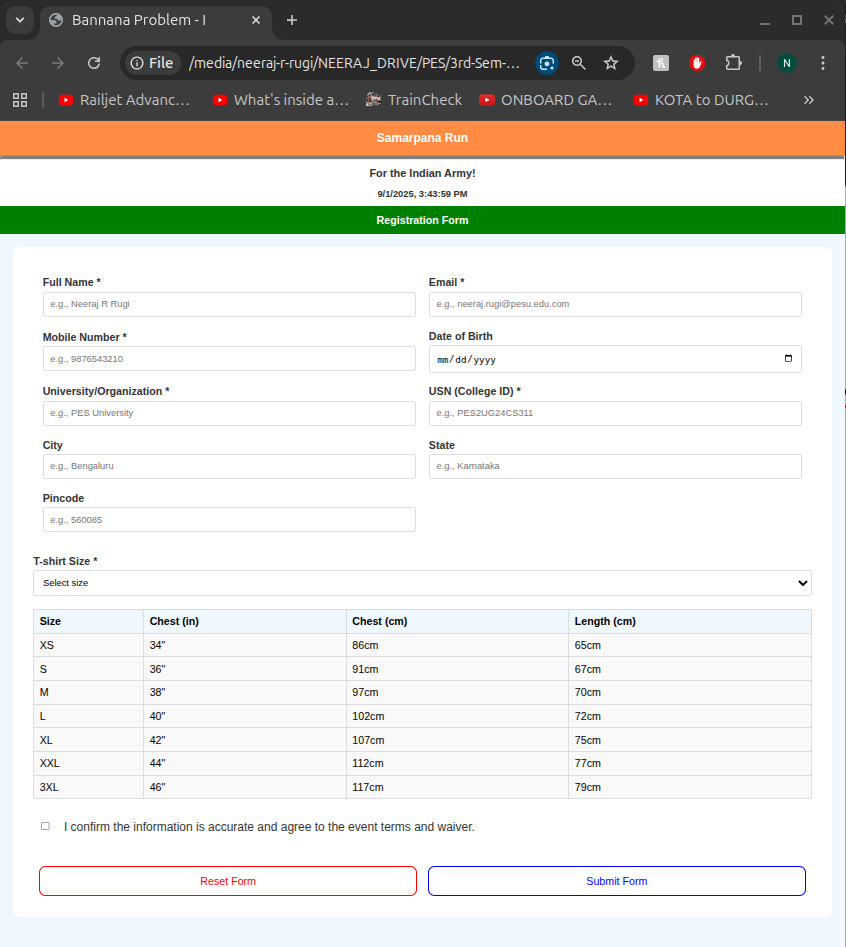 Bannana Problem - I
File /media/neeraj-r-rugi/NEERAJ_DRIVE/PES/3rd-Sem-... N
Railjet Advanc... What's inside a... TrainCheck ONBOARD GA... KOTA to DURG...
Samarpana Run
For the Indian Army!
9/1/2025, 3:43:59 PM
Registration Form
Full Name * Email *
e.g., Neeraj R Rugi e.g., neeraj.rugi@pesu.edu.com
Mobile Number * Date of Birth
e.g., 9876543210 mm/dd/yyyy
University/Organization * USN (College ID) *
e.g., PES University e.g., PES2UG24CS311
City State
e.g., Bengaluru e.g., Karnataka
Pincode
e.g., 560085
T-shirt Size *
Select size
Size Chest (in) Chest (cm) Length (cm)
XS 34" 86cm 65cm
S 36" 91cm 67cm
M 38" 97cm 70cm
L 40" 102cm 72cm
XL 42" 107cm 75cm
XXL 44" 112cm 77cm
3XL 46" 117cm 79cm
I confirm the information is accurate and agree to the event terms and waiver.
Reset Form Submit Form